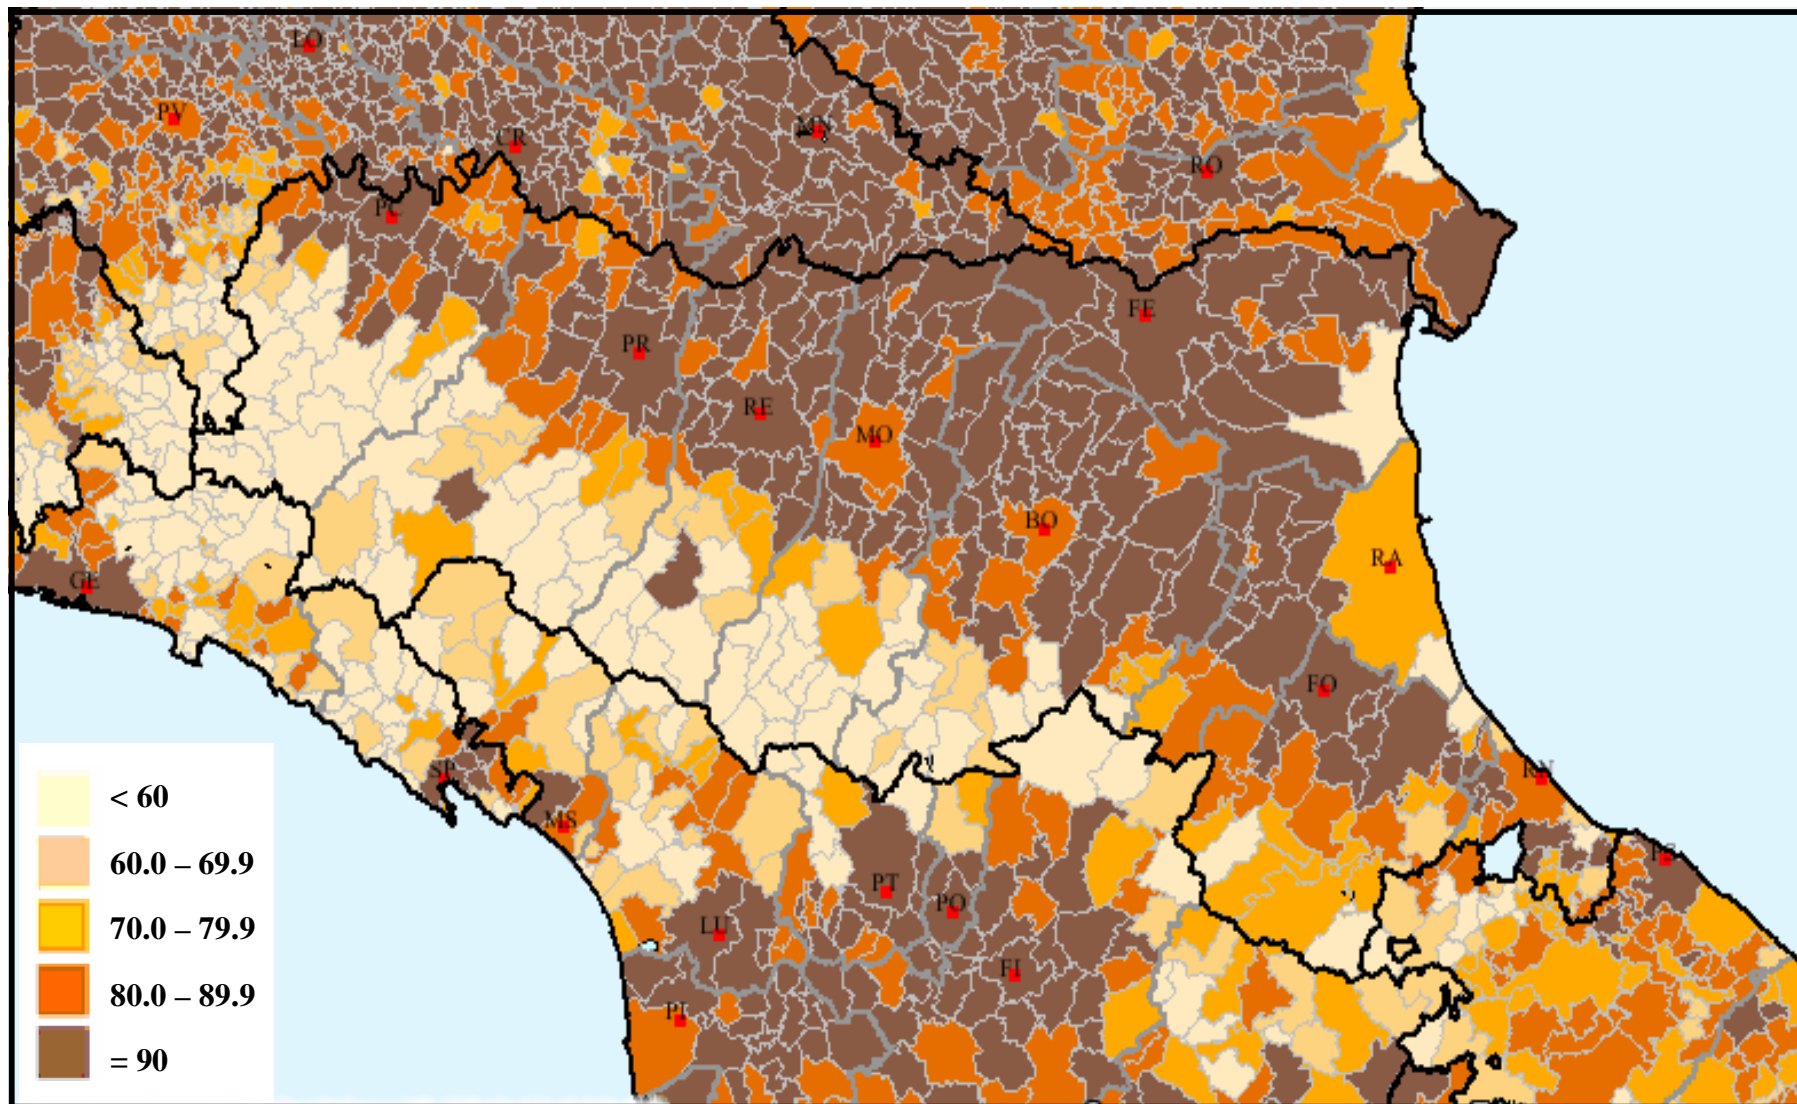 LO
PV
CR
MN
RO
PC
FE
PR
RE
MO
BO
RA
GE
FO
SP
RN
MS
PS
PT
PO
LU
FI
PI
< 60
60.0 – 69.9
70.0 – 79.9
80.0 – 89.9
= 90